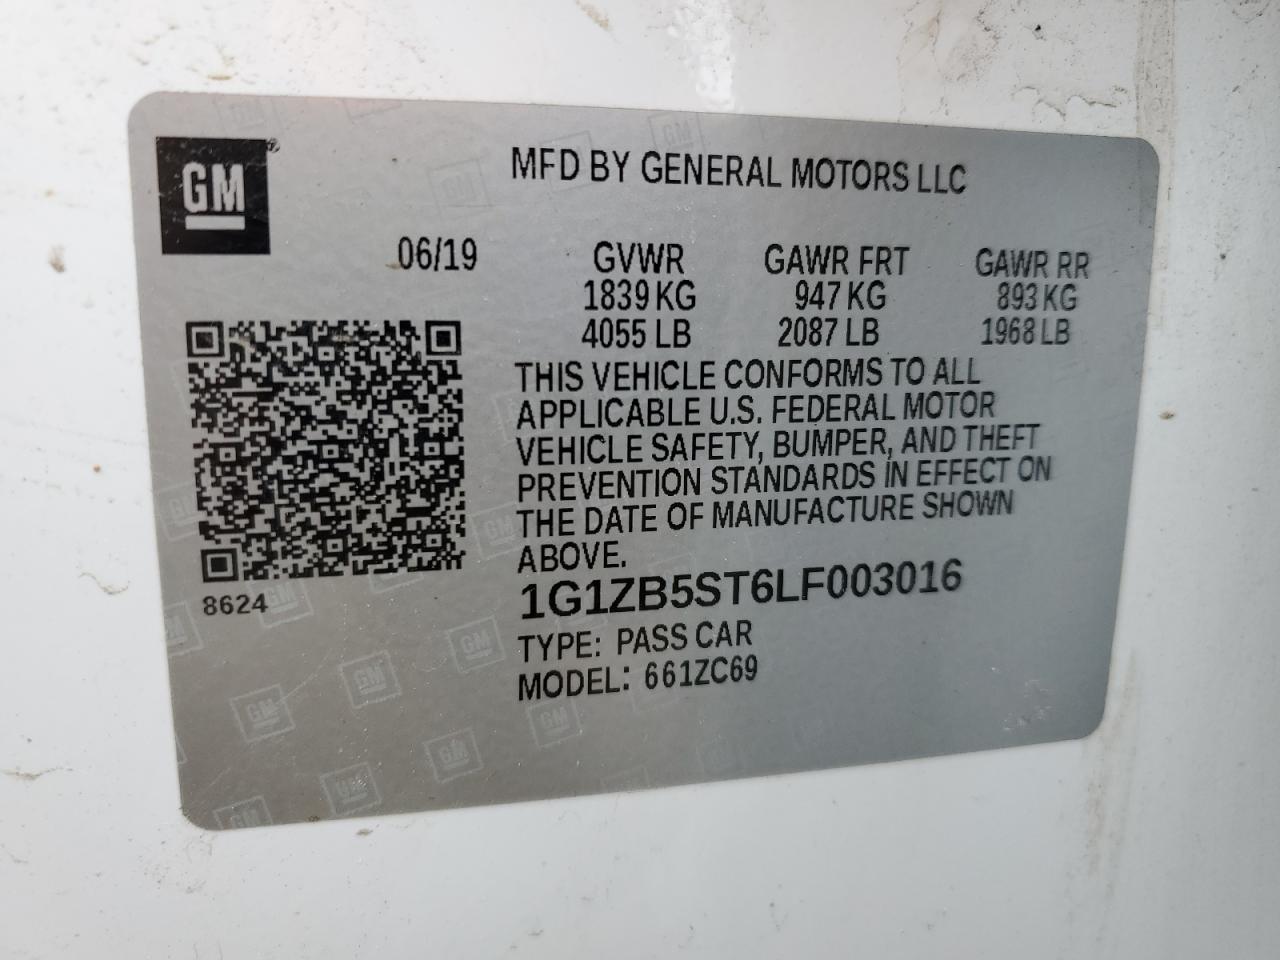 GM
MFD BY GENERAL MOTORS LLC
06/19 GVWR GAWR FRT GAWR RR
1839 KG 947 KG 893 KG
4055 LB 2087 LB 1968 LB
THIS VEHICLE CONFORMS TO ALL
APPLICABLE U.S. FEDERAL MOTOR
VEHICLE SAFETY, BUMPER, AND THEFT
PREVENTION STANDARDS IN EFFECT ON
THE DATE OF MANUFACTURE SHOWN
ABOVE.
8624
1G1ZB5ST6LF003016
TYPE: PASS CAR
MODEL: 661ZC69